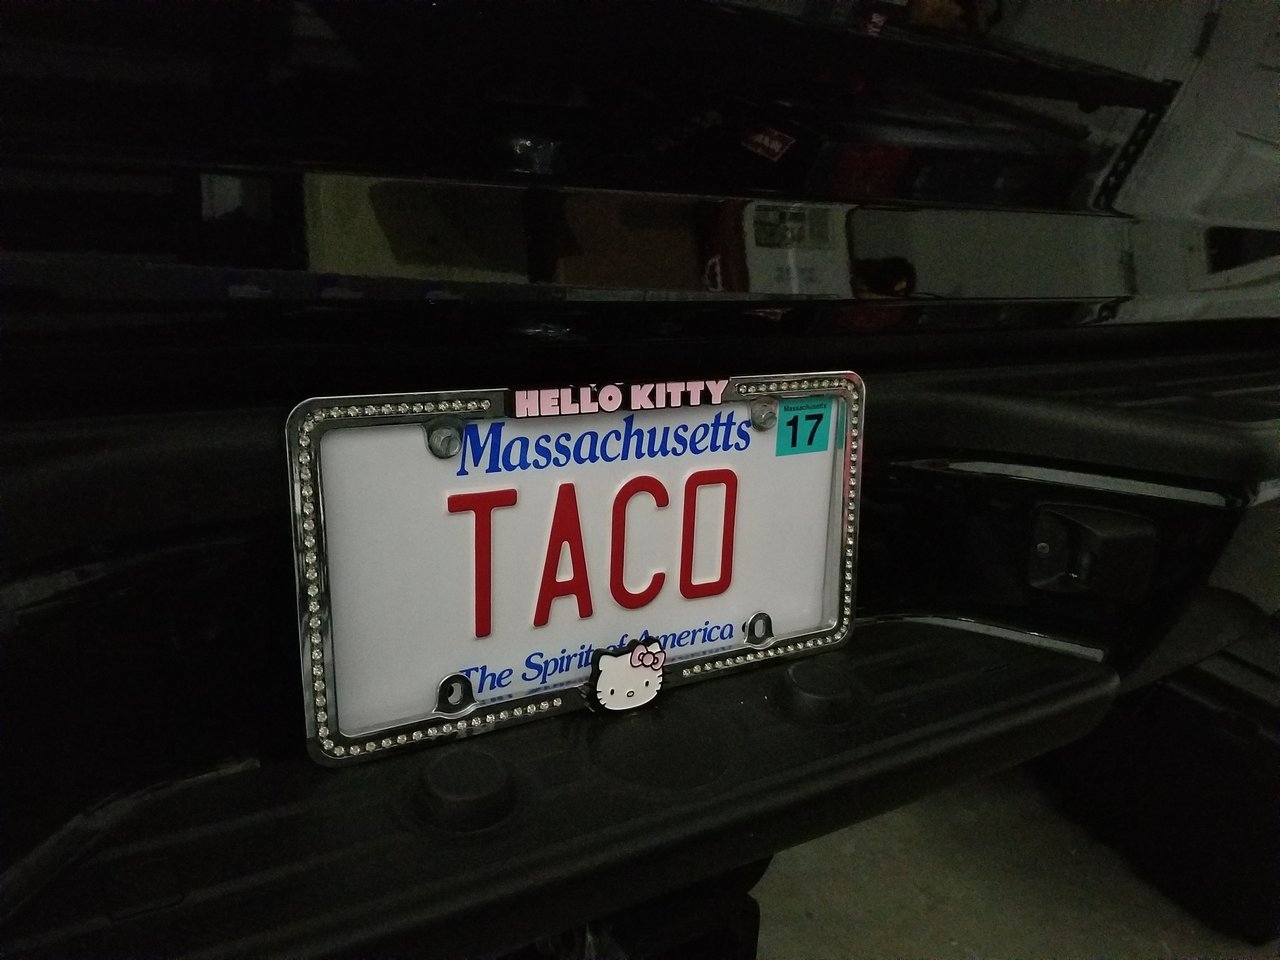 HELLO KITTY
Massachusetts
Massachusetts
17
TACO
The Spirit of America